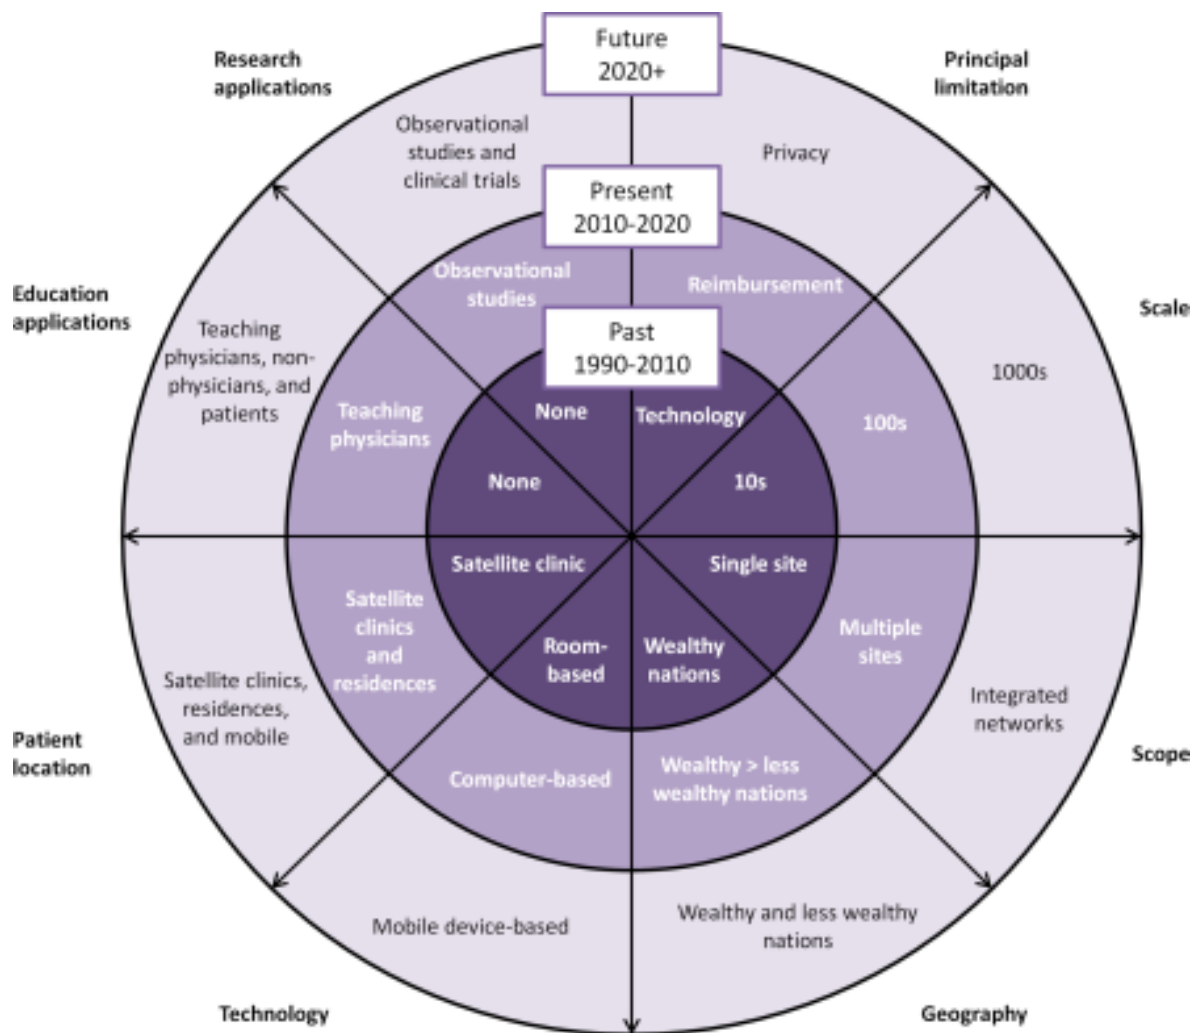 Future
2020+
Research
applications
Principal
limitation
Observational
studies and
clinical trials
Privacy
Present
2010-2020
Observational
studies
Reimbursement
Education
applications
Scale
Past
1990-2010
Teaching
physicians, non-
physicians, and
patients
1000s
Teaching
physicians
None
Technology
100s
None
10s
Satellite clinic
Single site
Satellite
clinics
and
residences
Room-
based
Wealthy
nations
Multiple
sites
Satellite clinics,
residences,
and mobile
Integrated
networks
Patient
location
Scope
Computer-based
Wealthy > less
wealthy nations
Mobile device-based
Wealthy and less wealthy
nations
Technology
Geography